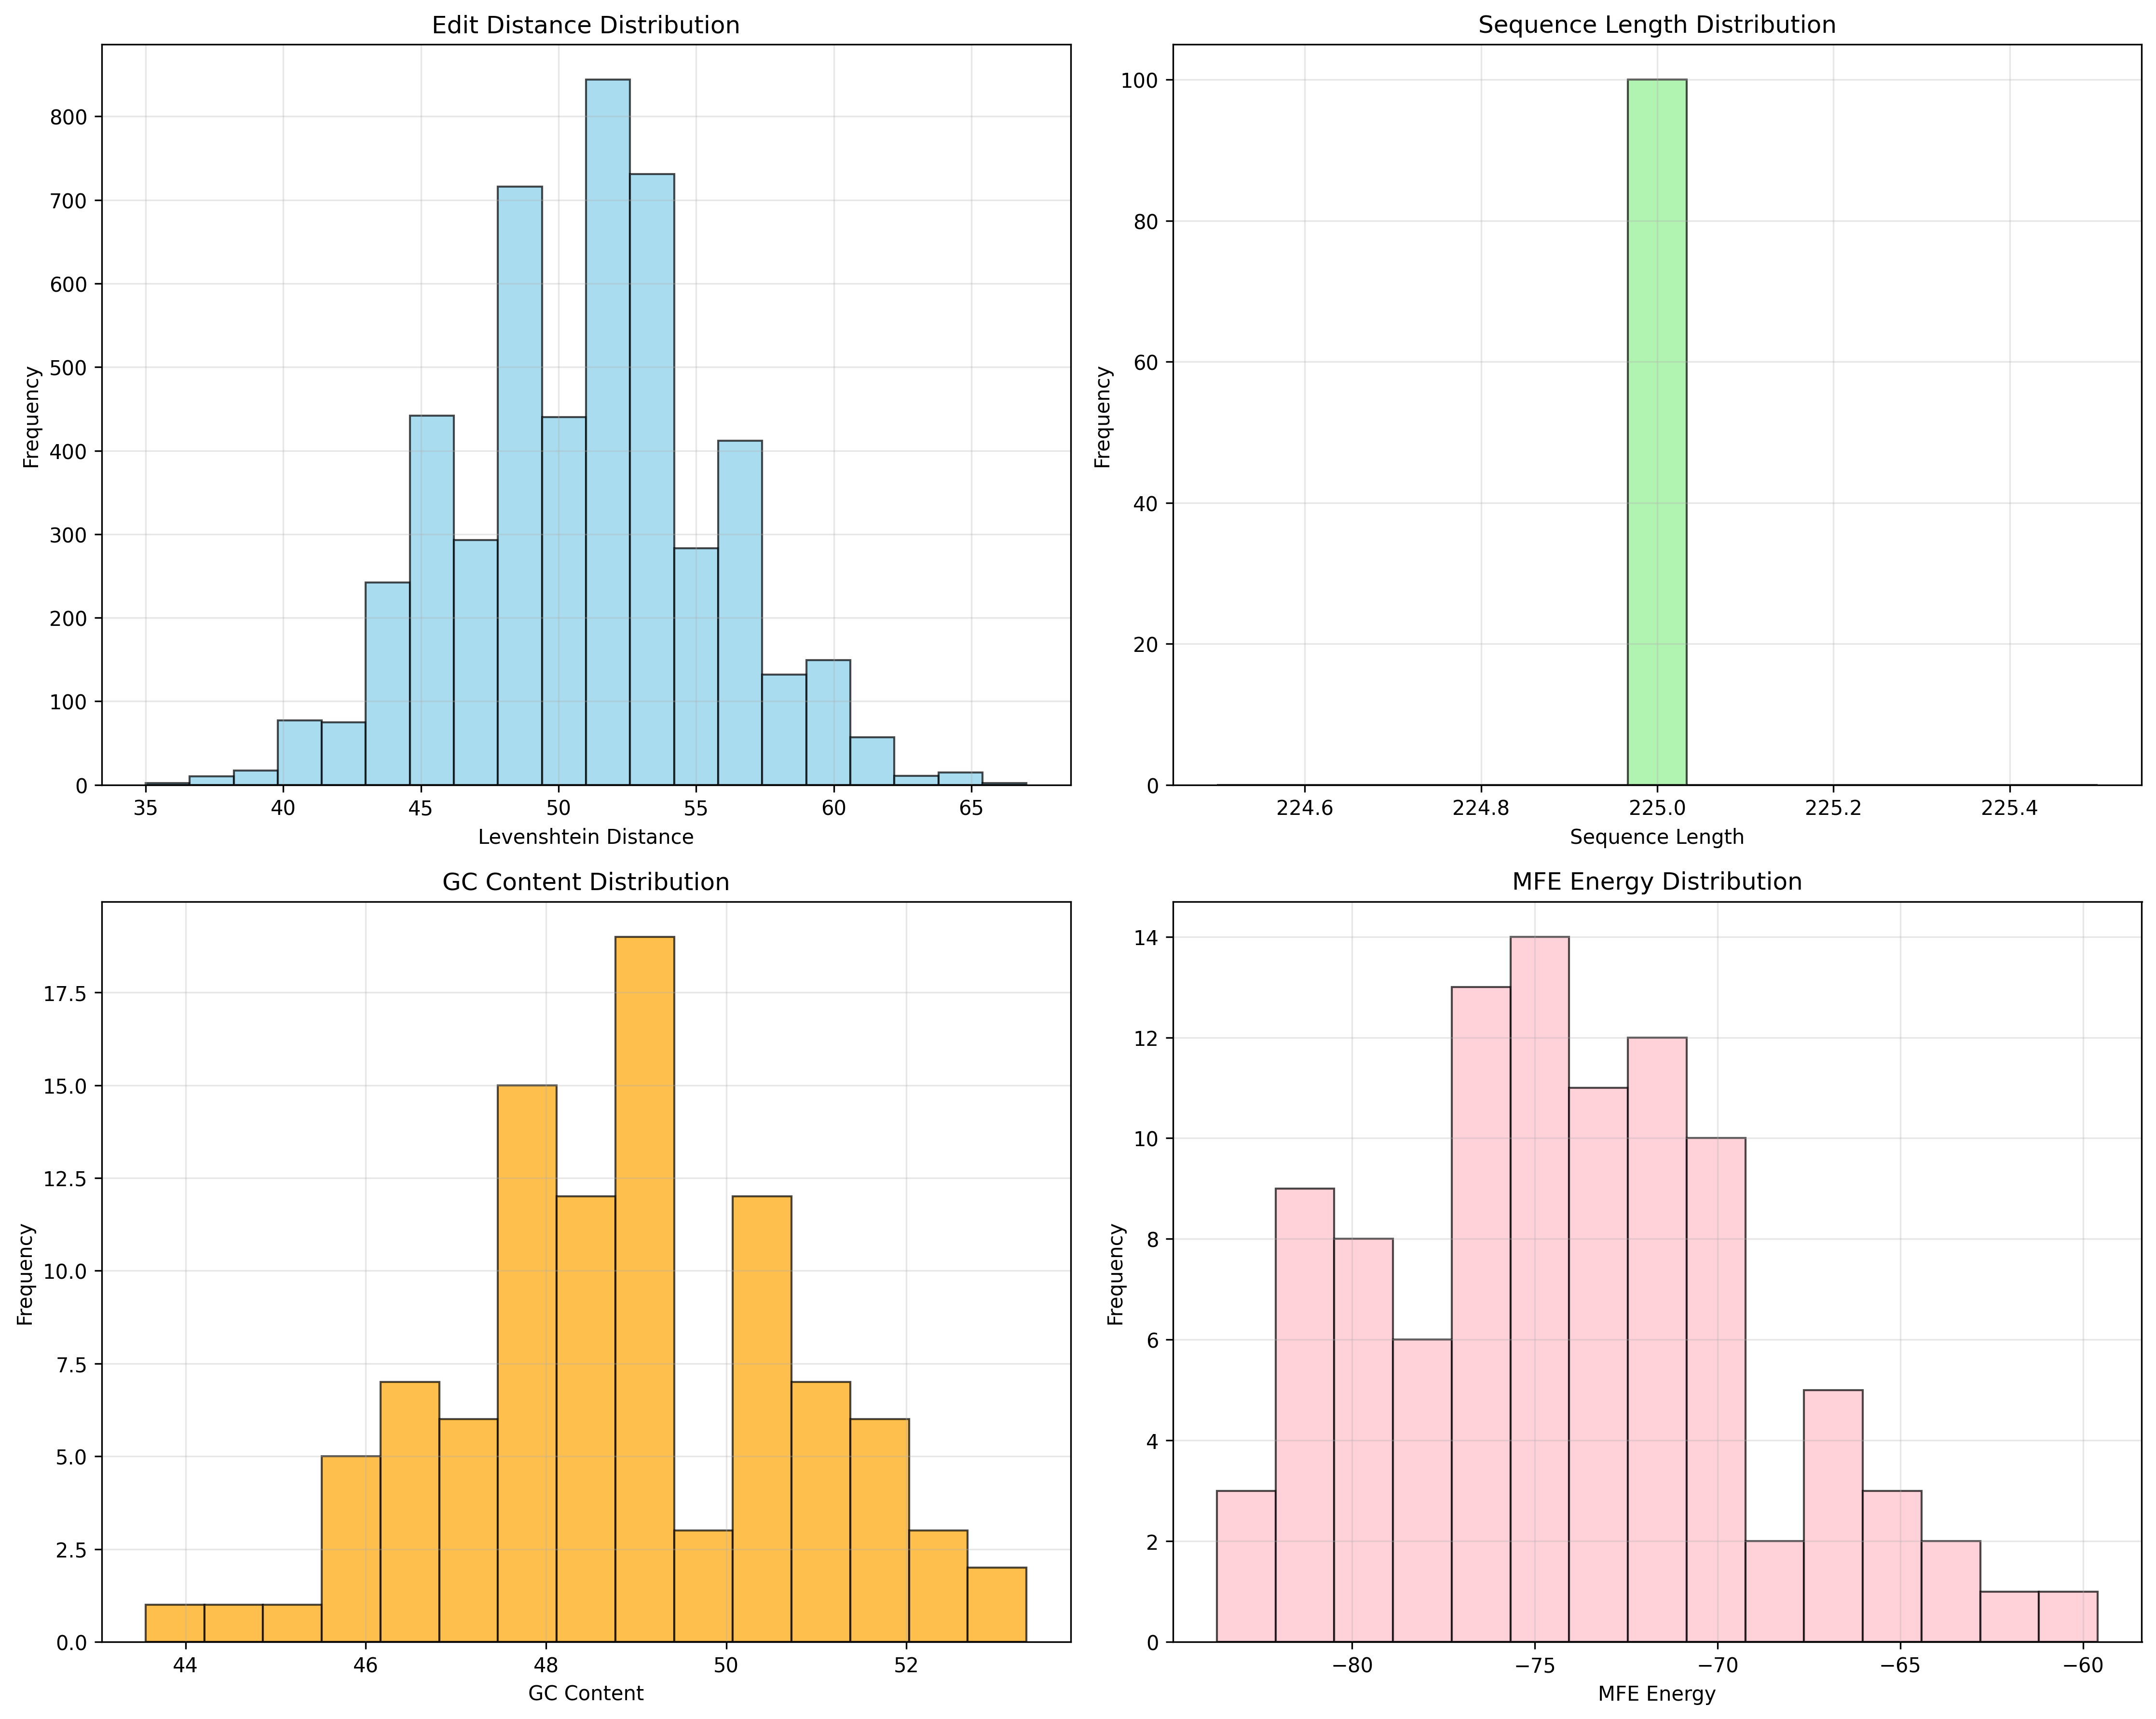 Edit Distance Distribution
Frequency
800
700
600
500
400
300
200
100
0
35 40 45 50 55 60 65
Levenshtein Distance
Sequence Length Distribution
Frequency
100
80
60
40
20
0
224.6 224.8 225.0 225.2 225.4
Sequence Length
GC Content Distribution
Frequency
17.5
15.0
12.5
10.0
7.5
5.0
2.5
0.0
44 46 48 50 52
GC Content
MFE Energy Distribution
Frequency
14
12
10
8
6
4
2
0
−80 −75 −70 −65 −60
MFE Energy